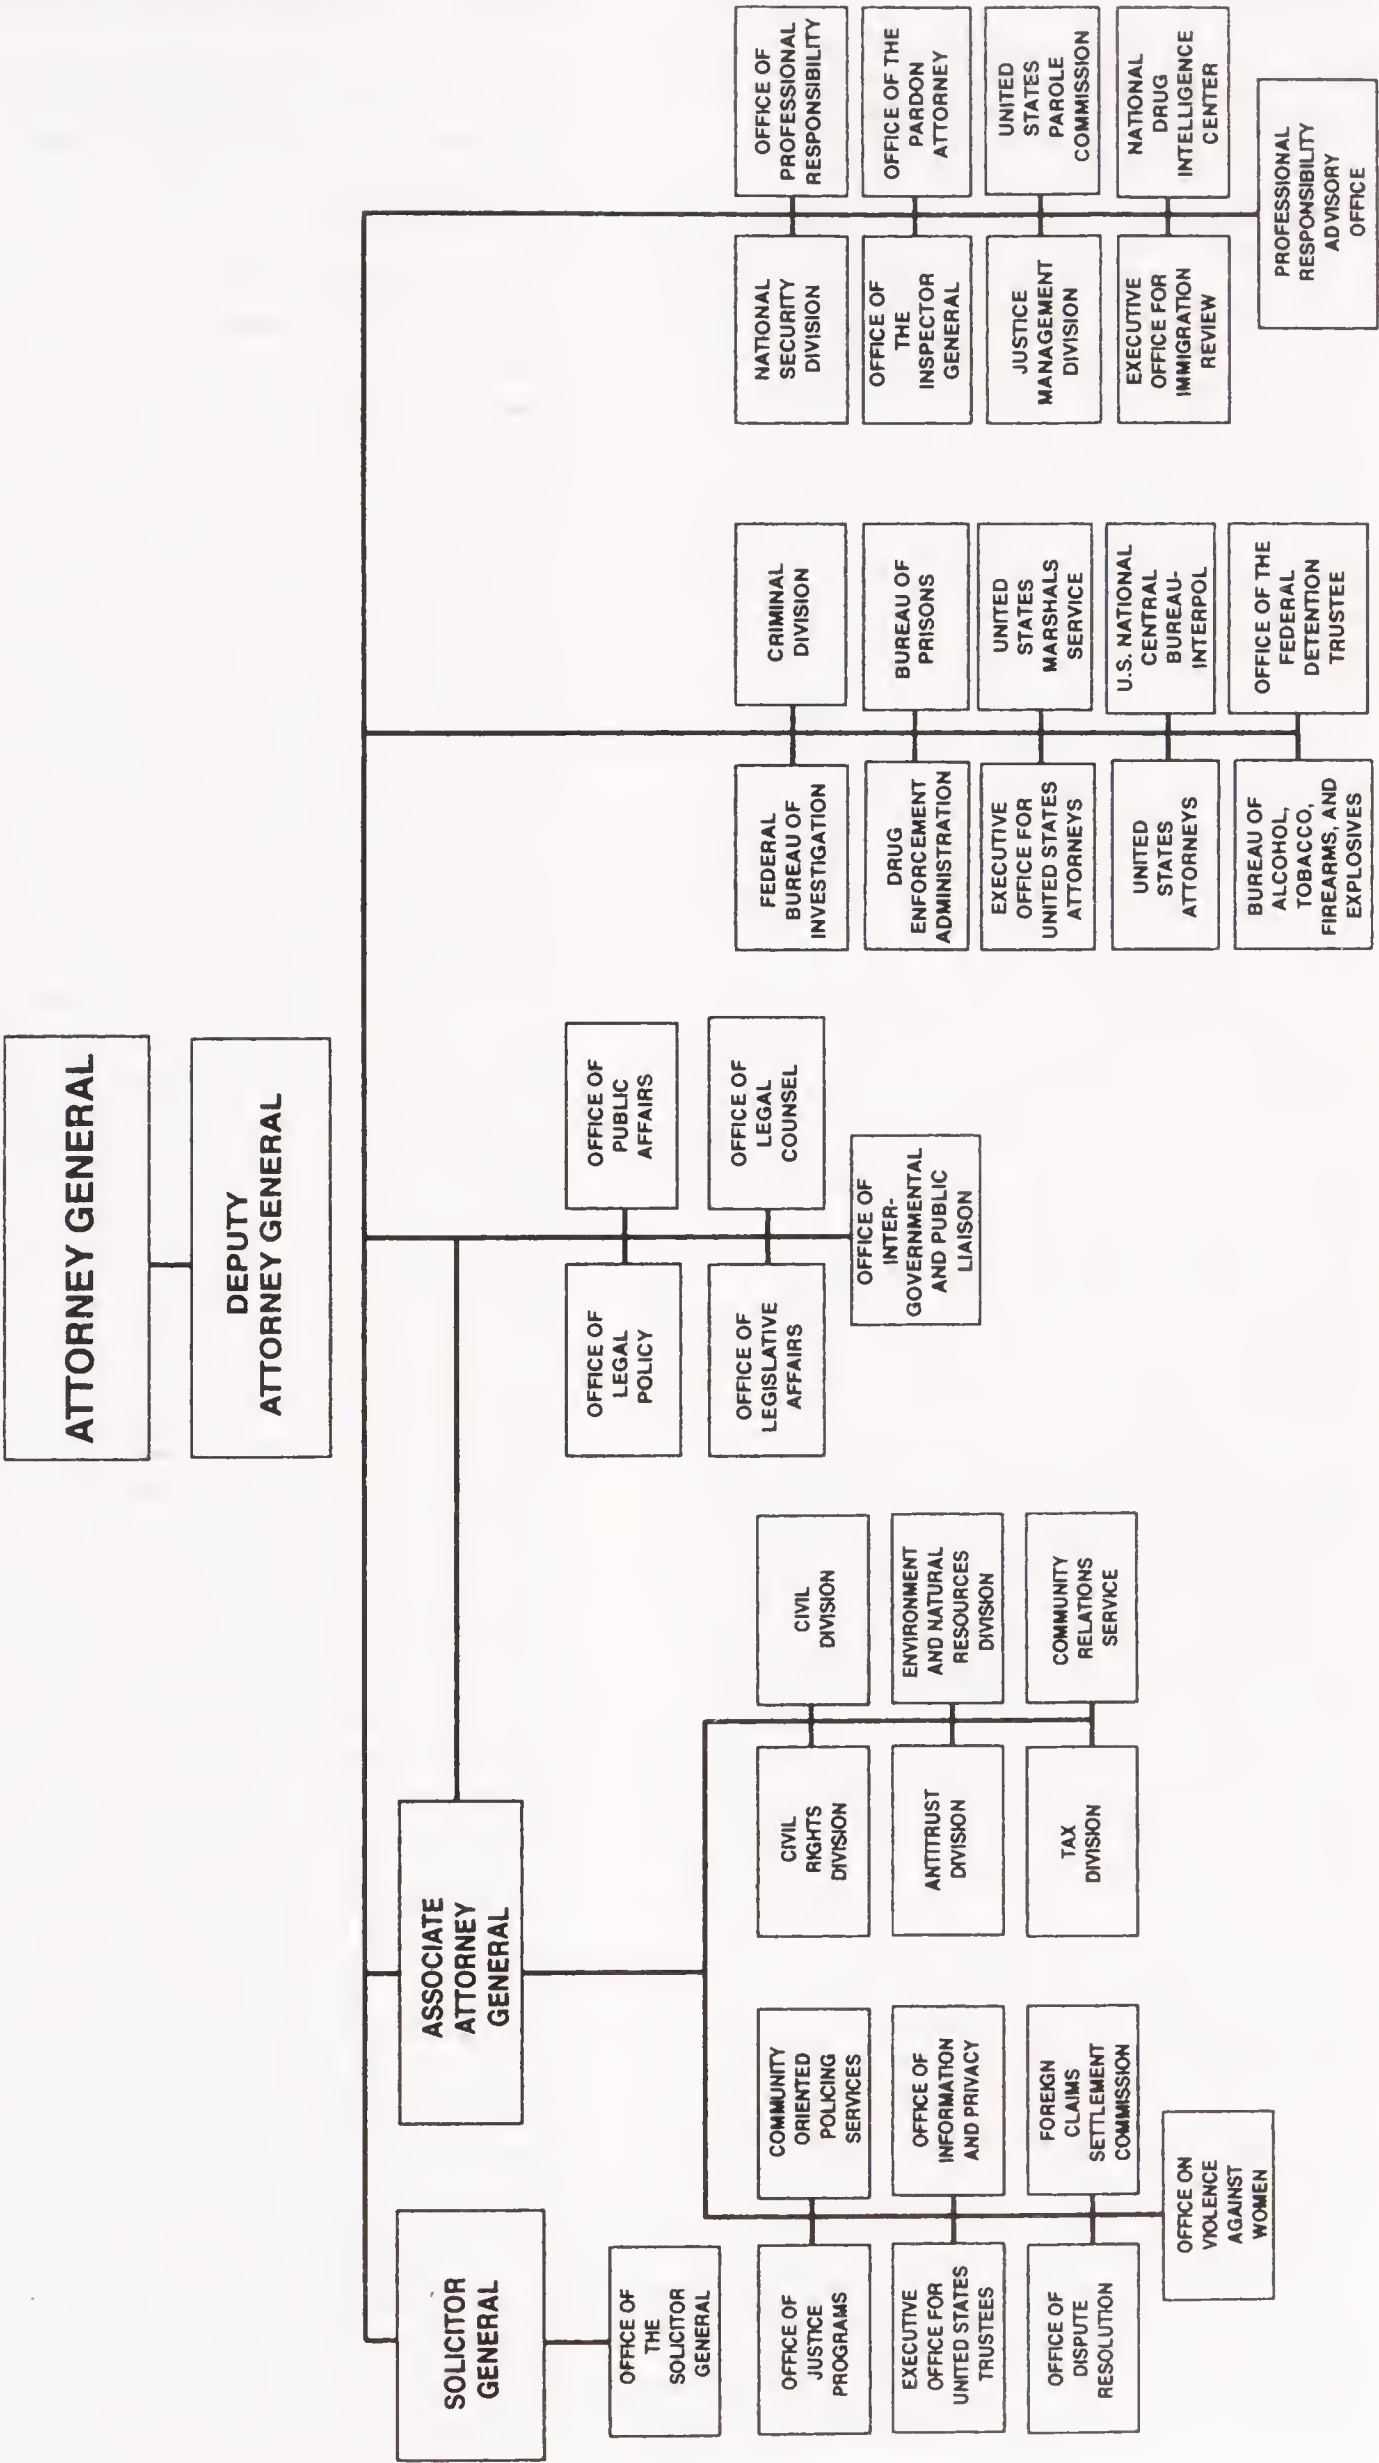 ATTORNEY GENERAL
DEPUTY
ATTORNEY GENERAL
SOLICITOR
GENERAL
OFFICE OF
THE
SOLICITOR
GENERAL
ASSOCIATE
ATTORNEY
GENERAL
OFFICE OF
JUSTICE
PROGRAMS
COMMUNITY
ORIENTED
POLICING
SERVICES
EXECUTIVE
OFFICE FOR
UNITED STATES
TRUSTEES
OFFICE OF
INFORMATION
AND PRIVACY
OFFICE OF
DISPUTE
RESOLUTION
FOREIGN
CLAIMS
SETTLEMENT
COMMISSION
OFFICE ON
VIOLENCE
AGAINST
WOMEN
CIVIL
RIGHTS
DIVISION
CIVIL
DIVISION
ANTITRUST
DIVISION
ENVIRONMENT
AND NATURAL
RESOURCES
DIVISION
TAX
DIVISION
COMMUNITY
RELATIONS
SERVICE
OFFICE OF
LEGAL
POLICY
OFFICE OF
PUBLIC
AFFAIRS
OFFICE OF
LEGISLATIVE
AFFAIRS
OFFICE OF
LEGAL
COUNSEL
OFFICE OF
INTER-
GOVERNMENTAL
AND PUBLIC
LIAISON
FEDERAL
BUREAU OF
INVESTIGATION
CRIMINAL
DIVISION
DRUG
ENFORCEMENT
ADMINISTRATION
BUREAU OF
PRISONS
EXECUTIVE
OFFICE FOR
UNITED STATES
ATTORNEYS
UNITED
STATES
MARSHALS
SERVICE
UNITED
STATES
ATTORNEYS
U.S. NATIONAL
CENTRAL
BUREAU-
INTERPOL
BUREAU OF
ALCOHOL,
TOBACCO,
FIREARMS, AND
EXPLOSIVES
OFFICE OF THE
FEDERAL
DETENTION
TRUSTEE
NATIONAL
SECURITY
DIVISION
OFFICE OF
PROFESSIONAL
RESPONSIBILITY
OFFICE OF
THE
INSPECTOR
GENERAL
OFFICE OF THE
PARDON
ATTORNEY
JUSTICE
MANAGEMENT
DIVISION
UNITED
STATES
PAROLE
COMMISSION
EXECUTIVE
OFFICE FOR
IMMIGRATION
REVIEW
NATIONAL
DRUG
INTELLIGENCE
CENTER
PROFESSIONAL
RESPONSIBILITY
ADVISORY
OFFICE